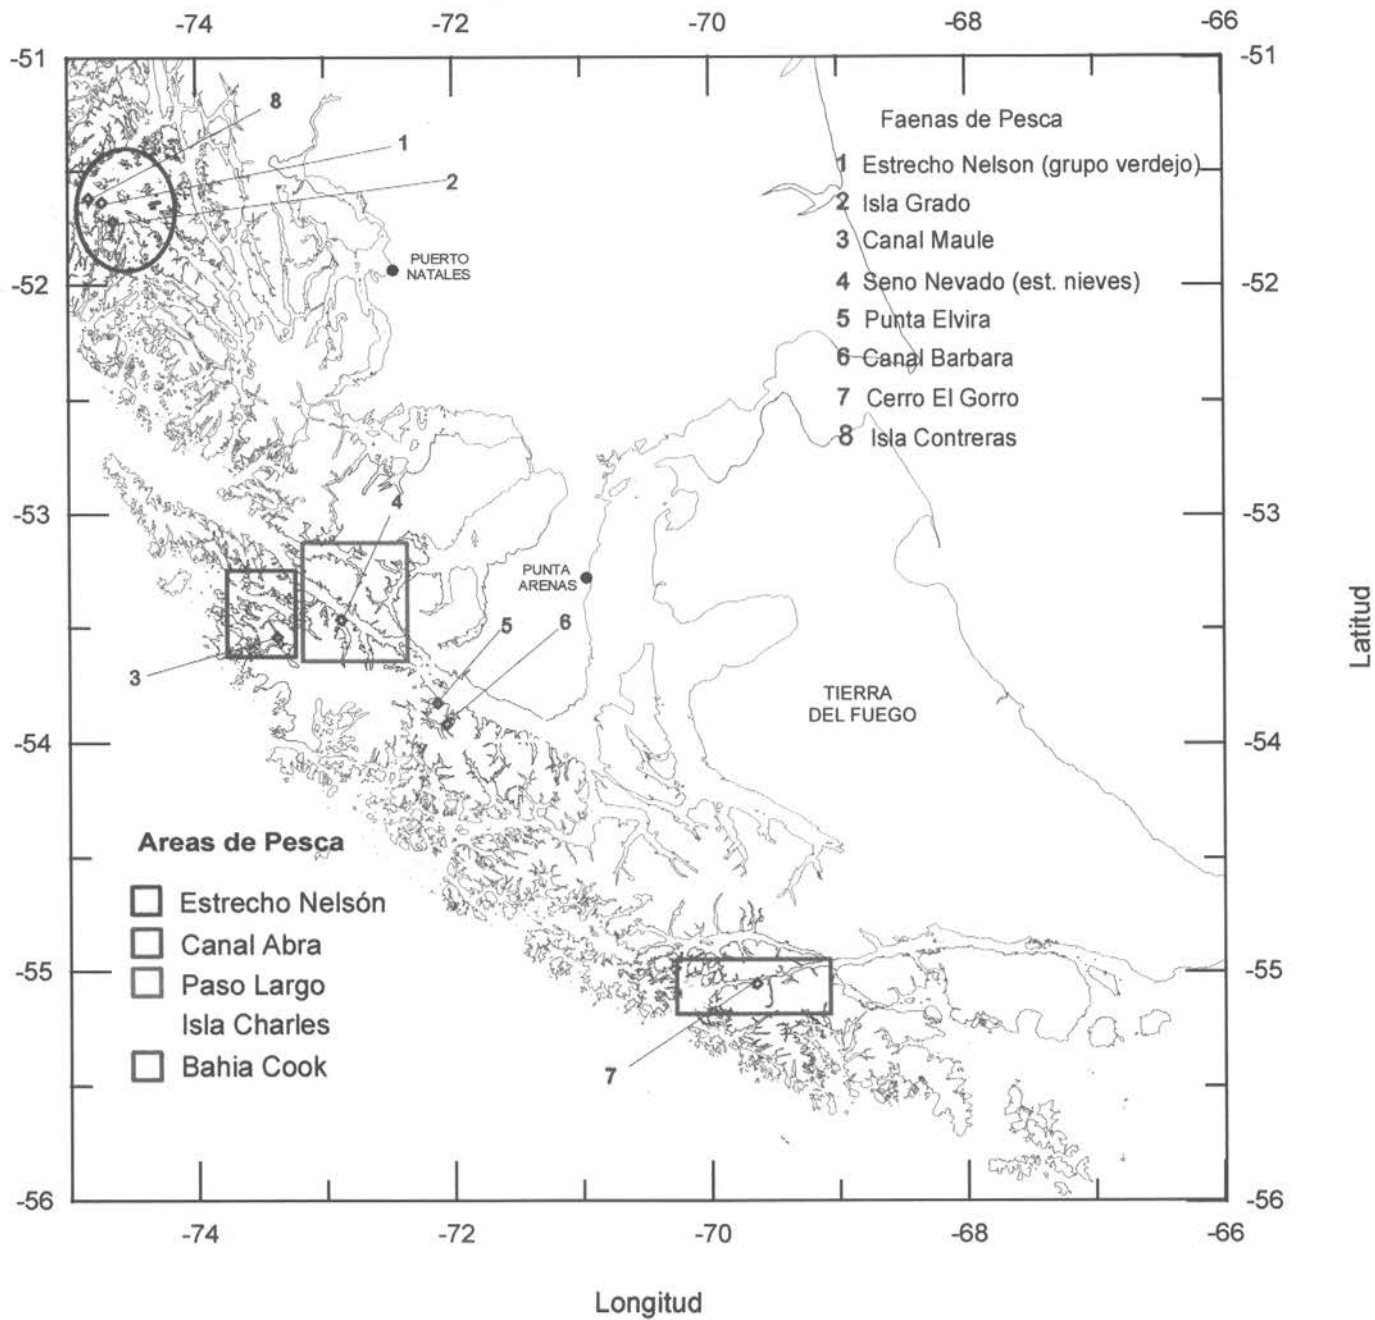 -74 -72 -70 -68 -66
-51 -51
8
1
2
Faenas de Pesca
1 Estrecho Nelson (grupo verdejo)
2 Isla Grado
3 Canal Maule
4 Seno Nevado (est. nieves)
5 Punta Elvira
6 Canal Barbara
7 Cerro El Gorro
8 Isla Contreras
PUERTO
NATALES
-52 -52
-53 -53
4
PUNTA
ARENAS
5
6
3
TIERRA
DEL FUEGO
Latitud
-54 -54
Areas de Pesca
Estrecho Nelsón
Canal Abra
Paso Largo
Isla Charles
Bahia Cook
-55 -55
7
-56 -56
-74 -72 -70 -68 -66
Longitud